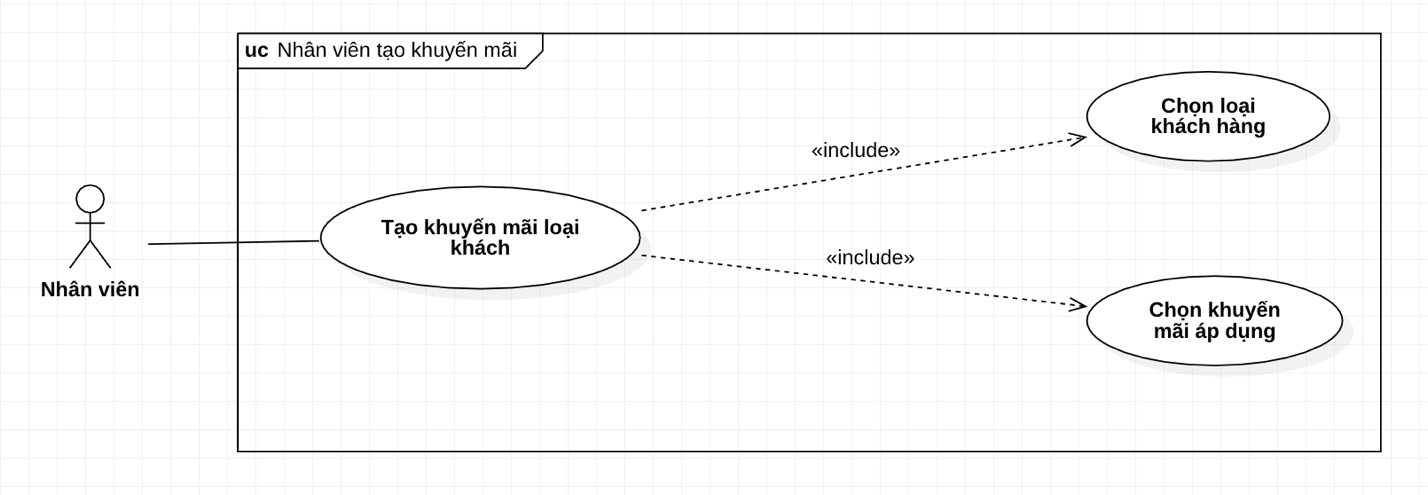 uc Nhân viên tạo khuyến mãi
Chọn loại
khách hàng
«include»
Tạo khuyến mãi loại
khách
«include»
Nhân viên
Chọn khuyến
mãi áp dụng